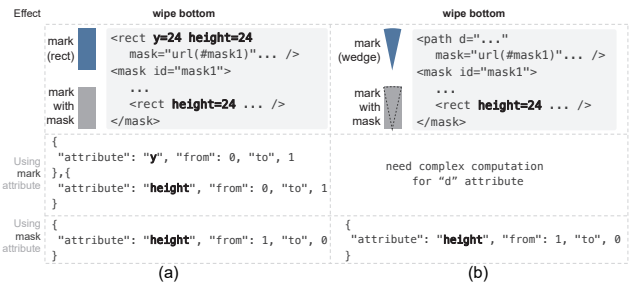 Effect
wipe bottom
wipe bottom
mark
(rect)
<rect y=24 height=24
mask="url(#mask1)"... />
<mask id="mask1">
...
<rect height=24 ... />
</mask>
mark
with
mask
mark
(wedge)
<path d="..."
mask="url(#mask1)"... />
<mask id="mask1">
...
<rect height=24 ... />
</mask>
mark
with
mask
Using
mark
attribute
{
"attribute": "y", "from": 0, "to", 1
},{
"attribute": "height", "from": 0, "to", 1
}
need complex computation
for “d” attribute
Using
mask
attribute
{
"attribute": "height", "from": 1, "to", 0
}
{
"attribute": "height", "from": 1, "to", 0
}
(a)
(b)